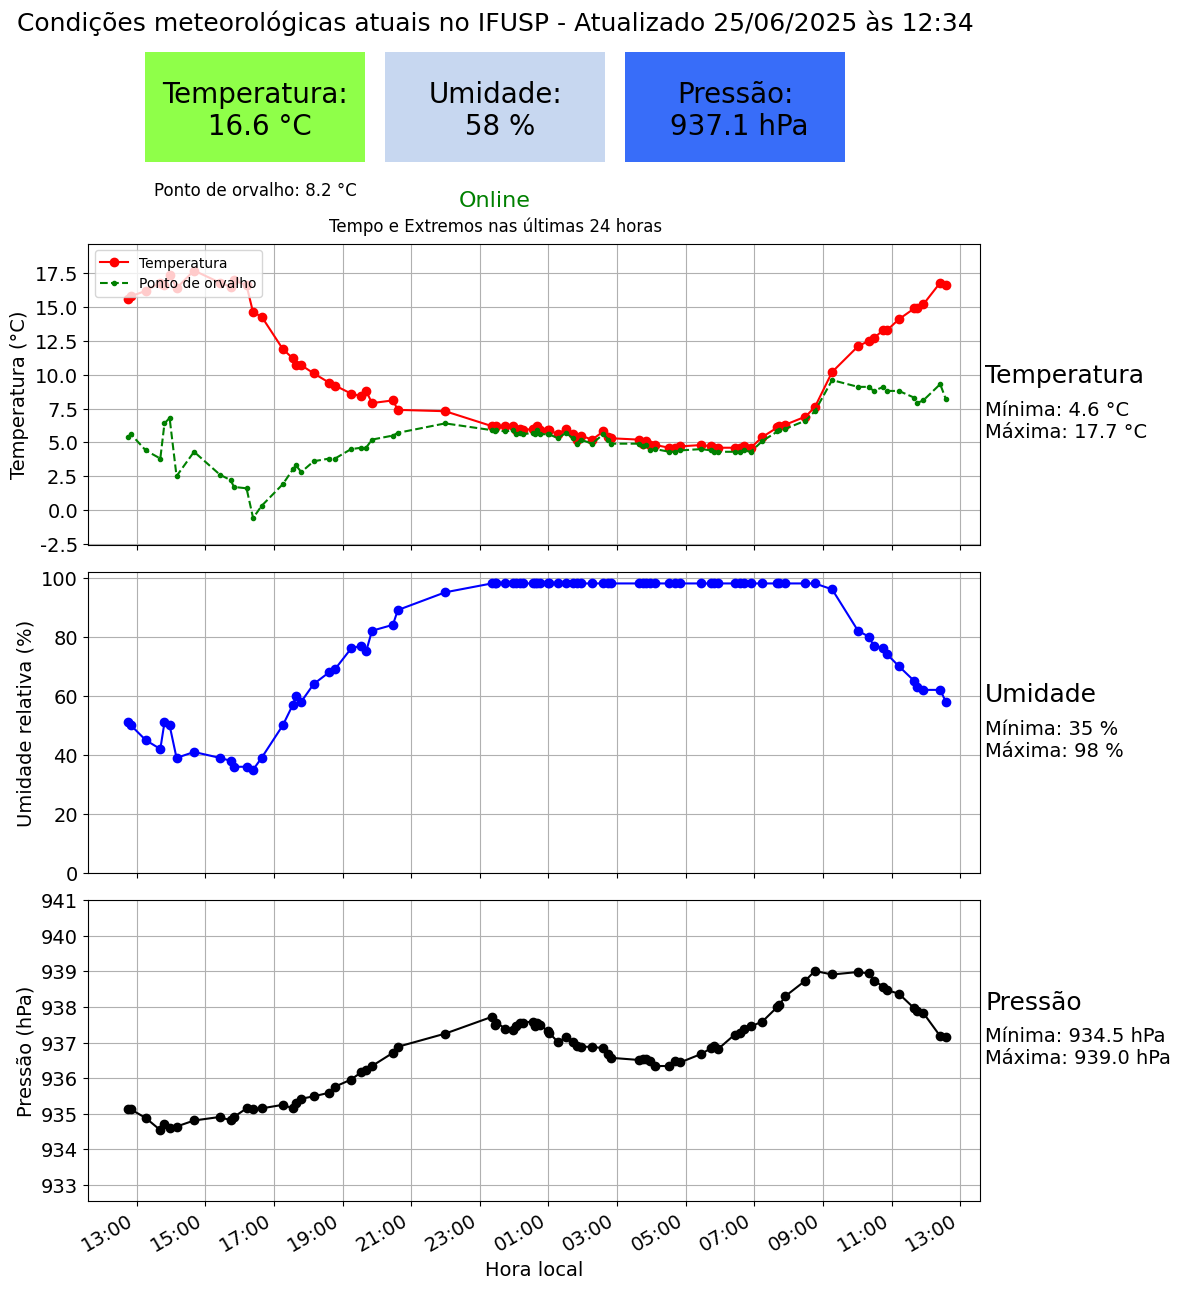 Condições meteorológicas atuais no IFUSP - Atualizado 25/06/2025 às 12:34
Temperatura:
16.6 °C
Umidade:
58 %
Pressão:
937.1 hPa
Ponto de orvalho: 8.2 °C
Online
Tempo e Extremos nas últimas 24 horas
Temperatura (°C)
17.5
15.0
12.5
10.0
7.5
5.0
2.5
0.0
-2.5
Temperatura
Ponto de orvalho
Temperatura
Mínima: 4.6 °C
Máxima: 17.7 °C
Umidade relativa (%)
100
80
60
40
20
0
Umidade
Mínima: 35 %
Máxima: 98 %
Pressão (hPa)
941
940
939
938
937
936
935
934
933
Pressão
Mínima: 934.5 hPa
Máxima: 939.0 hPa
13:00
15:00
17:00
19:00
21:00
23:00
01:00
03:00
05:00
07:00
09:00
11:00
13:00
Hora local